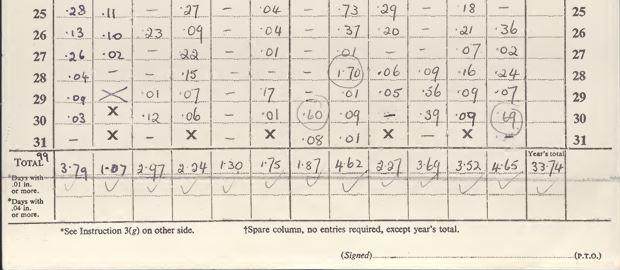 25 .28 .11 — .27 — .04 — .73 .29 — .18 — 25
26 .13 .10 .23 .09 — .04 — .37 .20 — .21 .36 26
27 .26 .02 — .22 — .01 — .01 — — .07 .02 27
28 .04 — — .15 — — — 1.70 .06 .09 .16 .24 28
29 .09 X .01 .07 — .17 — .01 .05 .56 .09 .07 29
30 .03 X .12 .06 — .01 .60 .09 — .39 .09 .69 30
31 — X — X — X .08 .01 X — X — 31
Year's total
TOTAL 99 3.79 1.07 2.97 2.24 1.30 1.75 1.87 4.62 3.27 3.69 3.52 4.65 33.74
*Days with .01 in. or more.
*Days with .04 in. or more.
*See Instruction 3(g) on other side. †Spare column, no entries required, except year's total.
(Signed) (P.T.O.)